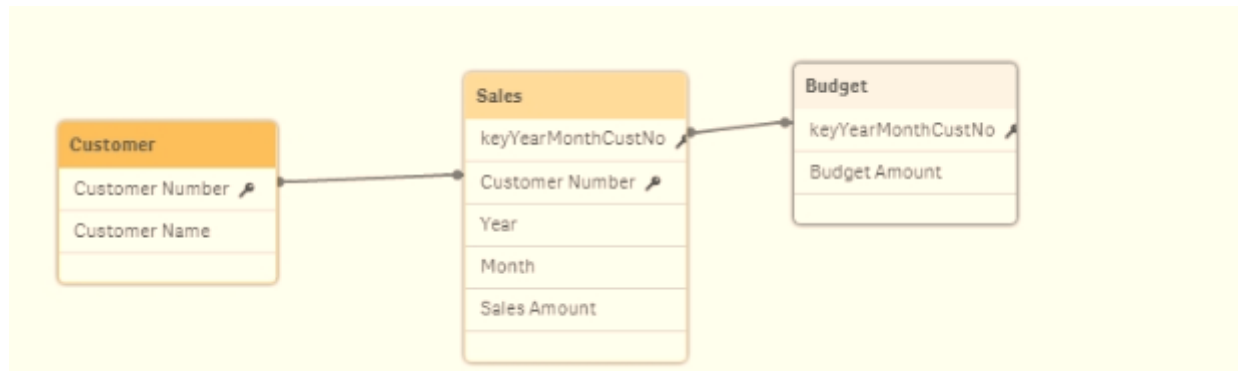 Customer
Customer Number
Customer Name
Sales
keyYearMonthCustNo
Customer Number
Year
Month
Sales Amount
Budget
keyYearMonthCustNo
Budget Amount